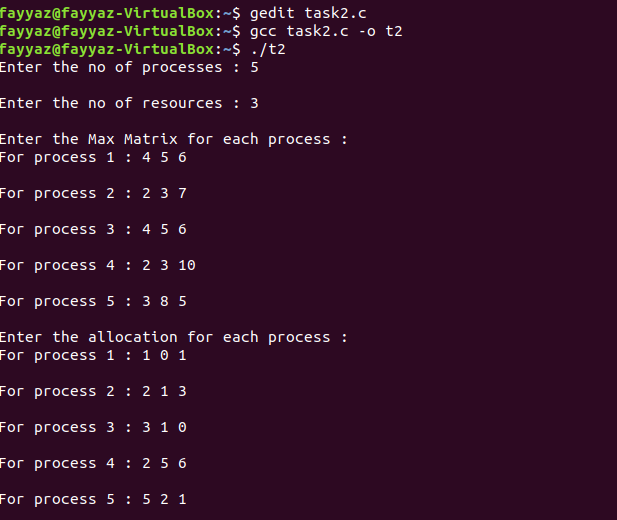 fayyaz@fayyaz-VirtualBox:~$ gedit task2.c
fayyaz@fayyaz-VirtualBox:~$ gcc task2.c -o t2
fayyaz@fayyaz-VirtualBox:~$ ./t2
Enter the no of processes : 5
Enter the no of resources : 3
Enter the Max Matrix for each process :
For process 1 : 4 5 6
For process 2 : 2 3 7
For process 3 : 4 5 6
For process 4 : 2 3 10
For process 5 : 3 8 5
Enter the allocation for each process :
For process 1 : 1 0 1
For process 2 : 2 1 3
For process 3 : 3 1 0
For process 4 : 2 5 6
For process 5 : 5 2 1